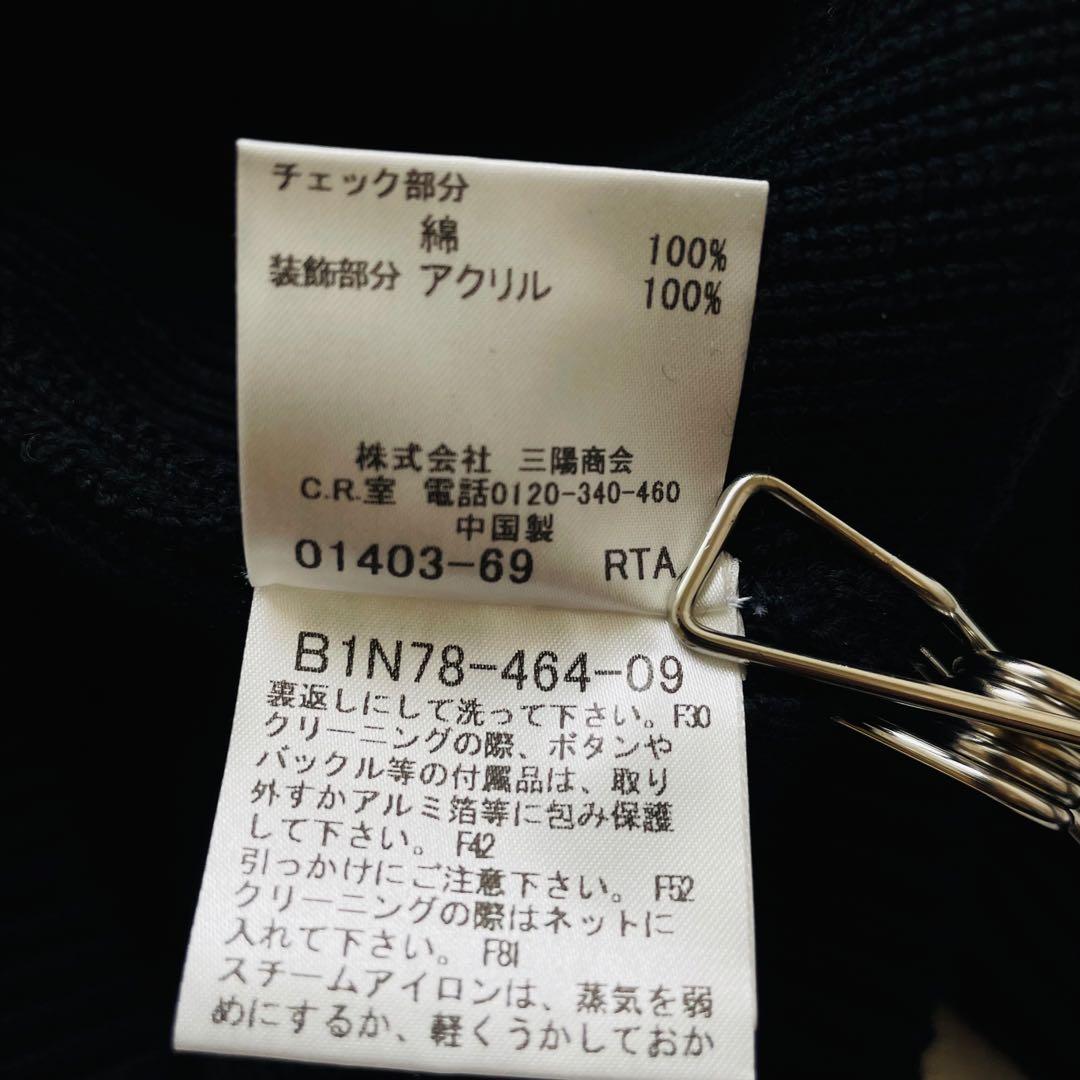 チェック部分
綿 100%
装飾部分 アクリル 100%
株式会社 三陽商会
C.R.室 電話0120-340-460
中国製
01403-69 RTA
B1N78-464-09
裏返しにして洗って下さい。F30
クリーニングの際、ボタンや
バックル等の付属品は、取り
外すかアルミ箔等に包み保護
して下さい。 F42
引っかけにご注意下さい。 F52
クリーニングの際はネットに
入れて下さい。 F81
スチームアイロンは、蒸気を弱
めにするか、軽くうかしておか